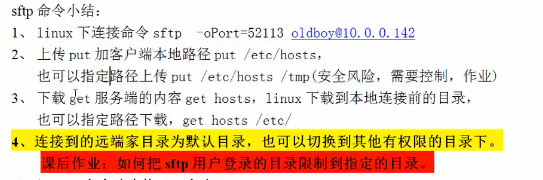 sftp 命令小结：
1、 linux 下连接命令 sftp -oPort=52113 oldboy@10.0.0.142
2、 上传 put 加客户端本地路径 put /etc/hosts,
也可以指定路径上传 put /etc/hosts /tmp(安全风险，需要控制，作业)
3、 下载 get 服务端的内容 get hosts，linux 下载到本地连接前的目录，
也可以指定路径下载，get hosts /etc/
4、连接到的远端家目录为默认目录，也可以切换到其他有权限的目录下。
课后作业：如何把 sftp 用户登录的目录限制到指定的目录。